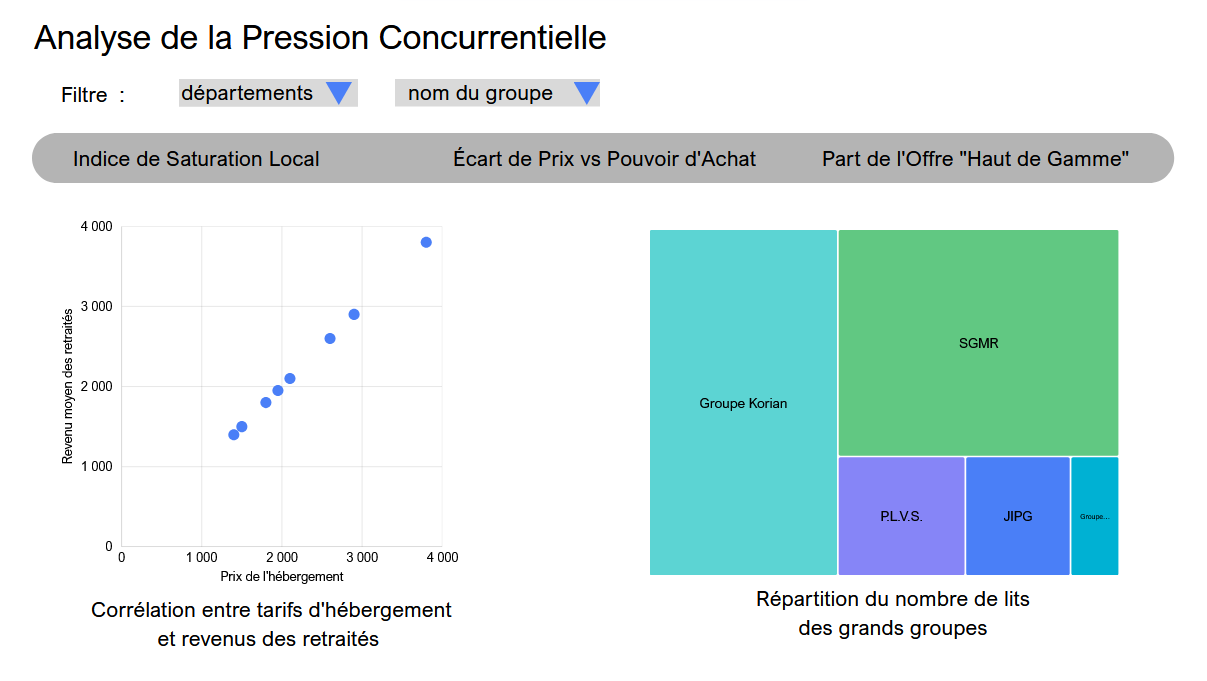 Analyse de la Pression Concurrentielle
Filtre :
départements
nom du groupe
Indice de Saturation Local
Écart de Prix vs Pouvoir d'Achat
Part de l'Offre "Haut de Gamme"
4 000
3 000
2 000
1 000
0
Revenu moyen des retraités
0
1 000
2 000
3 000
4 000
Prix de l'hébergement
Corrélation entre tarifs d'hébergement
et revenus des retraités
Groupe Korian
SGMR
P.L.V.S.
JIPG
Groupe...
Répartition du nombre de lits
des grands groupes